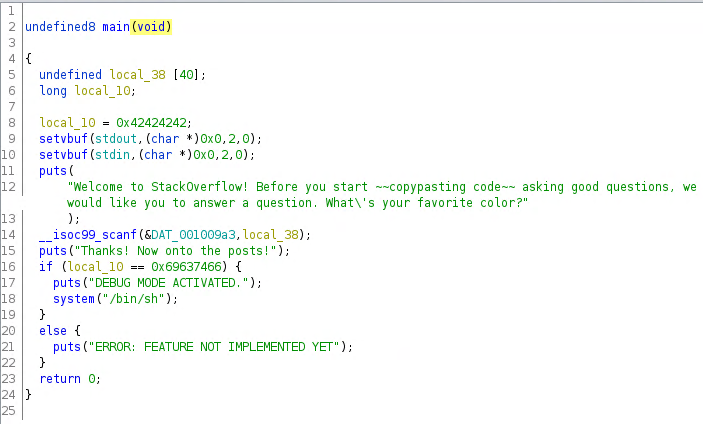 1
2 undefined8 main(void)
3
4 {
5 undefined local_38 [40];
6 long local_10;
7
8 local_10 = 0x42424242;
9 setvbuf(stdout,(char *)0x0,2,0);
10 setvbuf(stdin,(char *)0x0,2,0);
11 puts(
12 "Welcome to StackOverflow! Before you start ~~copypasting code~~ asking good questions, we
would like you to answer a question. What\'s your favorite color?"
13 );
14 __isoc99_scanf(&DAT_001009a3,local_38);
15 puts("Thanks! Now onto the posts!");
16 if (local_10 == 0x69637466) {
17 puts("DEBUG MODE ACTIVATED.");
18 system("/bin/sh");
19 }
20 else {
21 puts("ERROR: FEATURE NOT IMPLEMENTED YET");
22 }
23 return 0;
24 }
25